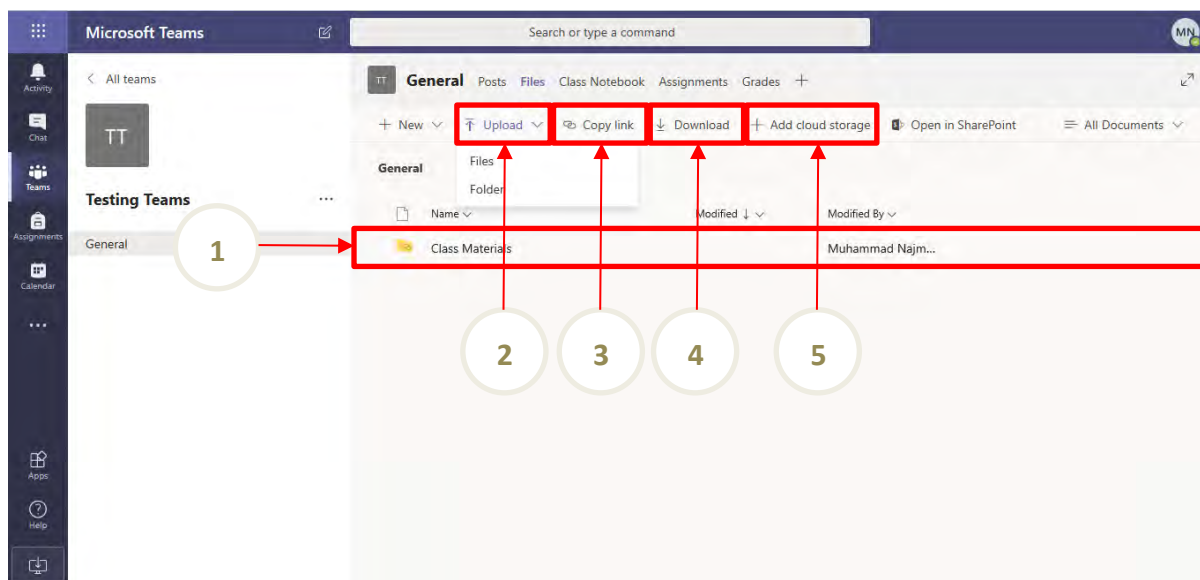 Microsoft Teams
Search or type a command
MN
Activity
Chat
Teams
Assignments
Calendar
Apps
Help
All teams
TT
Testing Teams
General
TT General Posts Files Class Notebook Assignments Grades
New Upload Copy link Download Add cloud storage Open in SharePoint All Documents
Files
Folder
General
Name Modified Modified By
Class Materials Muhammad Najm...
1
2 3 4 5